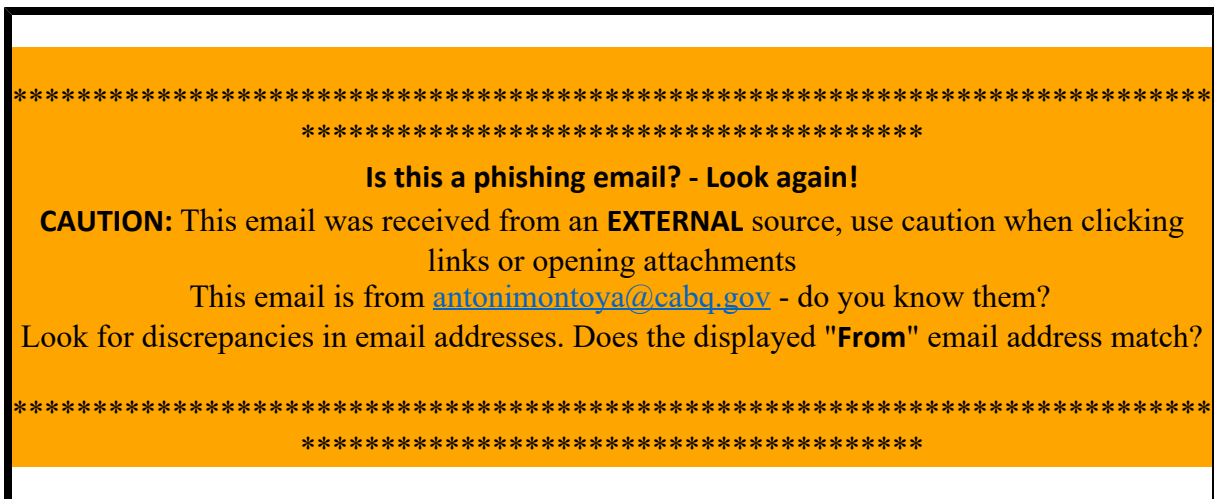 ***************************************************************************
***************************************
Is this a phishing email? - Look again!
CAUTION: This email was received from an EXTERNAL source, use caution when clicking
links or opening attachments
This email is from antonimontoya@cabq.gov - do you know them?
Look for discrepancies in email addresses. Does the displayed "From" email address match?
***************************************************************************
***************************************